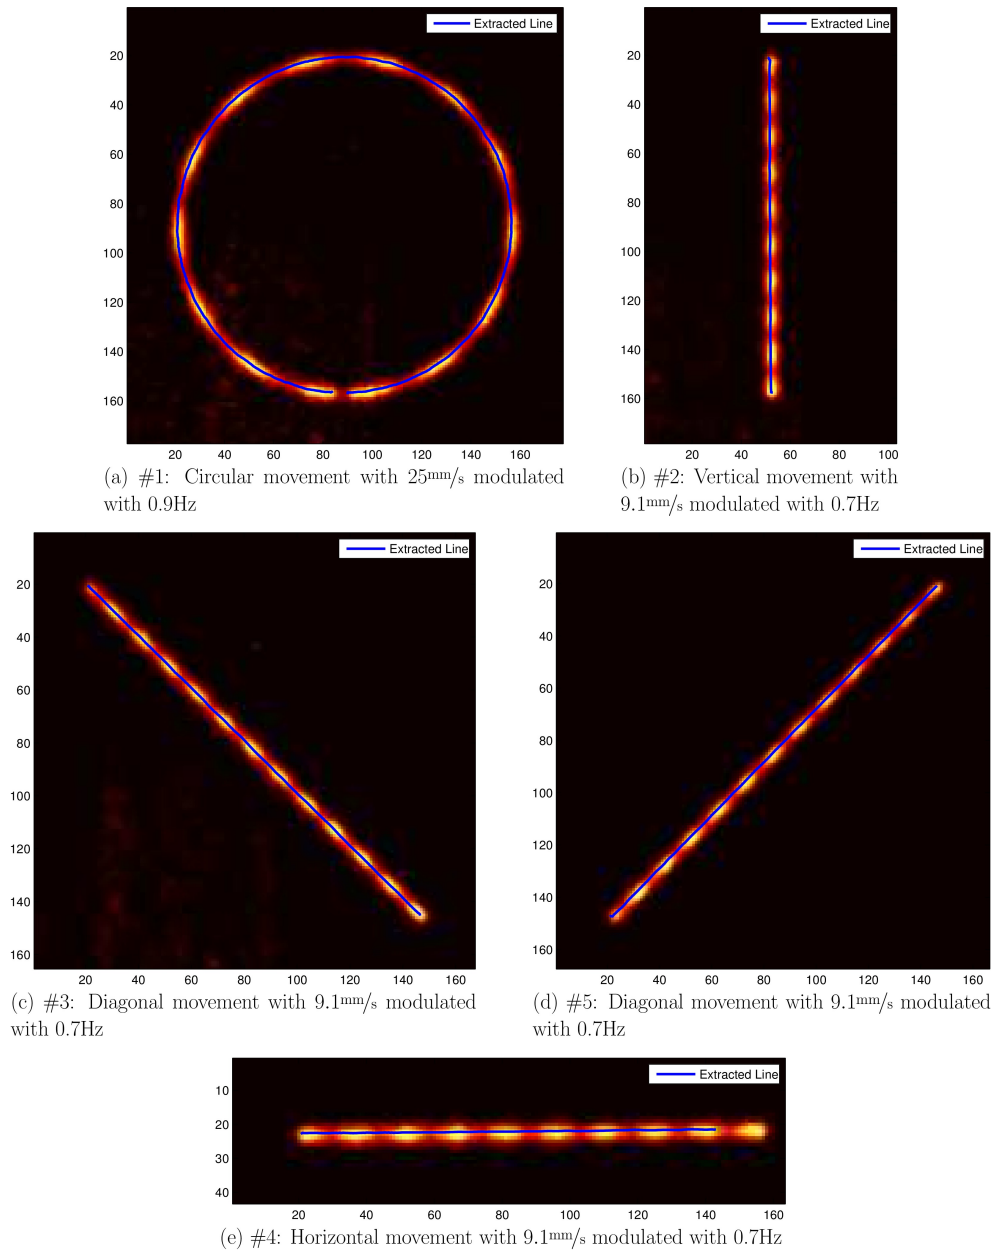 Extracted Line
20
40
60
80
100
120
140
160
20 40 60 80 100 120 140 160
(a) #1: Circular movement with 25mm/s modulated
with 0.9Hz
Extracted Line
20
40
60
80
100
120
140
160
20 40 60 80 100
(b) #2: Vertical movement with
9.1mm/s modulated with 0.7Hz
Extracted Line
20
40
60
80
100
120
140
160
20 40 60 80 100 120 140 160
(c) #3: Diagonal movement with 9.1mm/s modulated
with 0.7Hz
Extracted Line
20
40
60
80
100
120
140
160
20 40 60 80 100 120 140 160
(d) #5: Diagonal movement with 9.1mm/s modulated
with 0.7Hz
Extracted Line
10
20
30
40
20 40 60 80 100 120 140 160
(e) #4: Horizontal movement with 9.1mm/s modulated with 0.7Hz